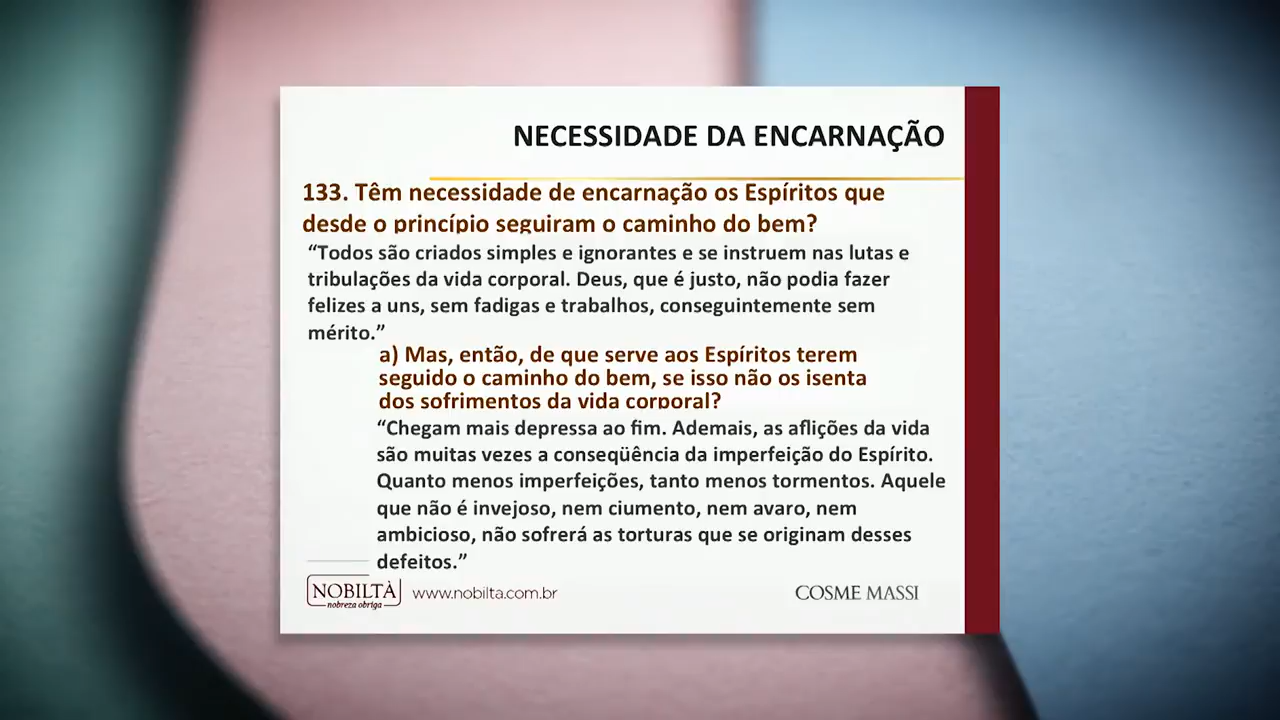 NECESSIDADE DA ENCARNAÇÃO
133. Têm necessidade de encarnação os Espíritos que
desde o princípio seguiram o caminho do bem?
“Todos são criados simples e ignorantes e se instruem nas lutas e
tribulações da vida corporal. Deus, que é justo, não podia fazer
felizes a uns, sem fadigas e trabalhos, conseguintemente sem
mérito.”
a) Mas, então, de que serve aos Espíritos terem
seguido o caminho do bem, se isso não os isenta
dos sofrimentos da vida corporal?
“Chegam mais depressa ao fim. Ademais, as aflições da vida
são muitas vezes a conseqüência da imperfeição do Espírito.
Quanto menos imperfeições, tanto menos tormentos. Aquele
que não é invejoso, nem ciumento, nem avaro, nem
ambicioso, não sofrerá as torturas que se originam desses
defeitos.”
NOBILTÀ www.nobilta.com.br COSME MASSI
nobreza obriga